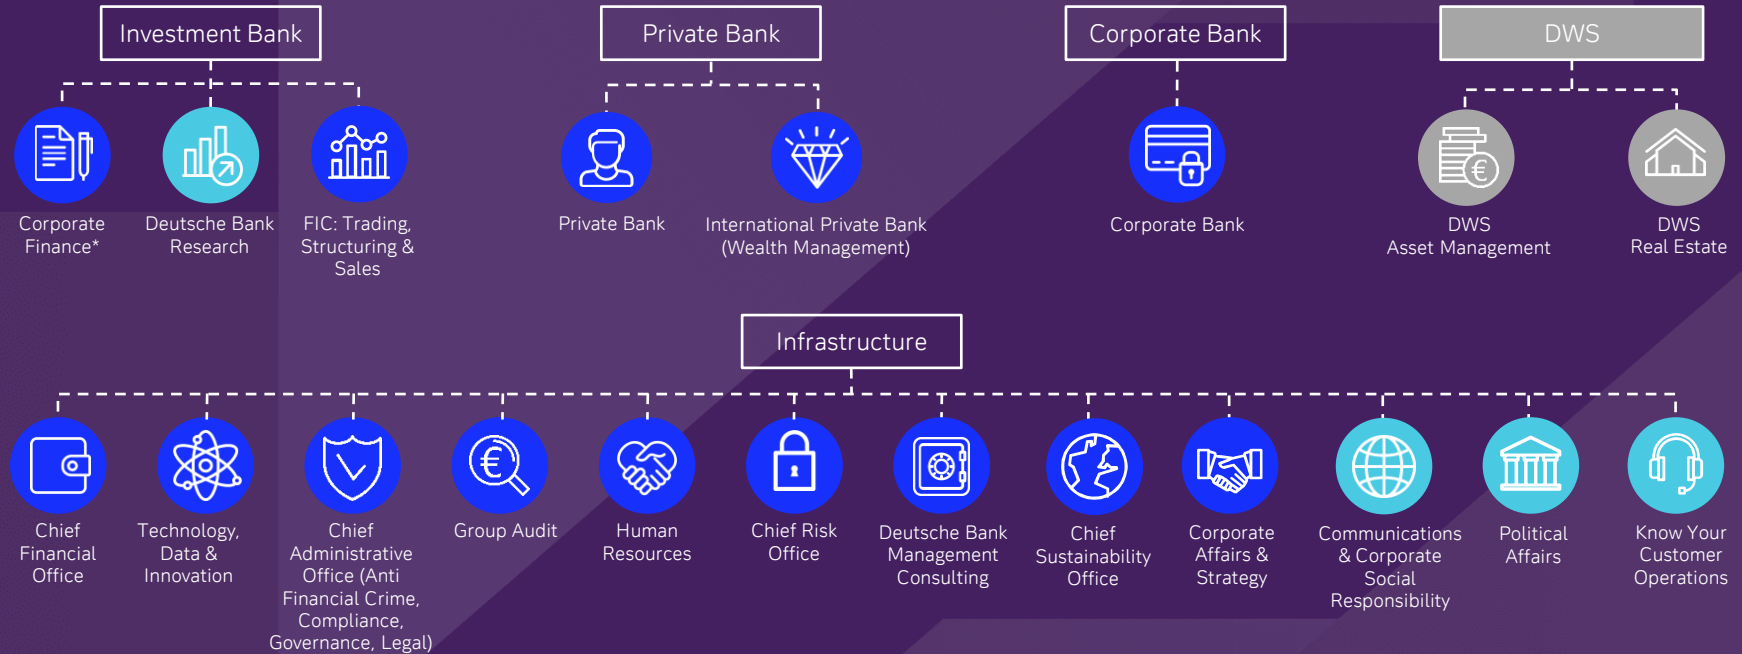 Investment Bank
Private Bank
Corporate Bank
DWS
Corporate
Finance*
Deutsche Bank
Research
FIC: Trading,
Structuring &
Sales
Private Bank
International Private Bank
(Wealth Management)
Corporate Bank
DWS
Asset Management
DWS
Real Estate
Infrastructure
Chief
Financial
Office
Technology,
Data &
Innovation
Chief
Administrative
Office (Anti
Financial Crime,
Compliance,
Governance, Legal)
Group Audit
Human
Resources
Chief Risk
Office
Deutsche Bank
Management
Consulting
Chief
Sustainability
Office
Corporate
Affairs &
Strategy
Communications
& Corporate
Social
Responsibility
Political
Affairs
Know Your
Customer
Operations